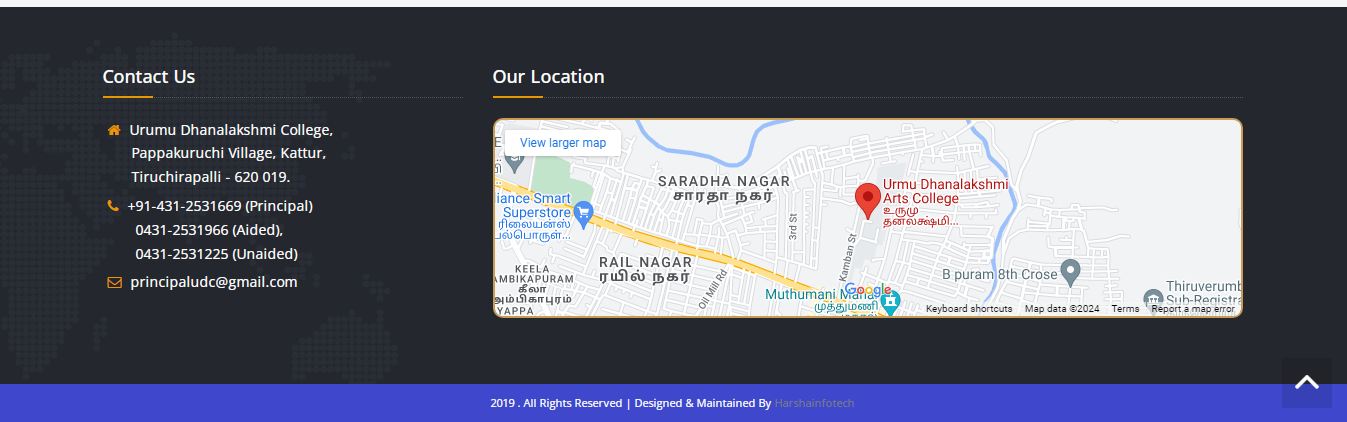 Contact Us
Urumu Dhanalakshmi College,
Pappakuruchi Village, Kattur,
Tiruchirapalli - 620 019.
+91-431-2531669 (Principal)
0431-2531966 (Aided),
0431-2531225 (Unaided)
principaludc@gmail.com
Our Location
View larger map
SARADHA NAGAR
சாரதா நகர்
Urmu Dhanalakshmi
Arts College
உருமு
தனலக்ஷ்மி...
iance Smart
Superstore
ரிலையன்ஸ்
பல்பொருள்...
3rd St
Kamban St
RAIL NAGAR
ரயில் நகர்
Oil Mill Rd
KEELA
AMBIKAPURAM
கீலா
அம்பிகாபுரம்
YAPPA
B puram 8th Crose
Muthumani Mahal
முத்துமணி
Google
Thiruverumb
Sub-Registra
Keyboard shortcuts
Map data ©2024
Terms
Report a map error
2019 . All Rights Reserved | Designed & Maintained By Harshainfotech